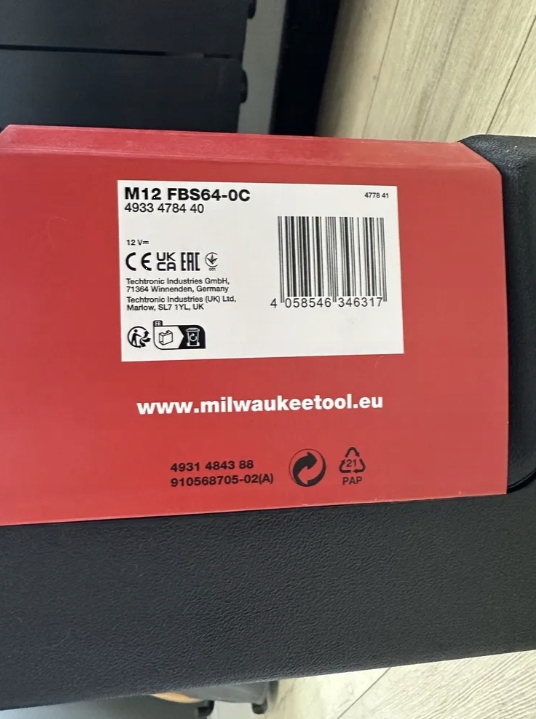 M12 FBS64-0C
4933 4784 40
477841
12 V⎓
CE UK CA EAC
Techtronic Industries GmbH,
71364 Winnenden, Germany
Techtronic Industries (UK) Ltd,
Marlow, SL7 1YL, UK
4 058546 346317
FR
www.milwaukeetool.eu
4931 4843 88
910568705-02(A)
21
PAP